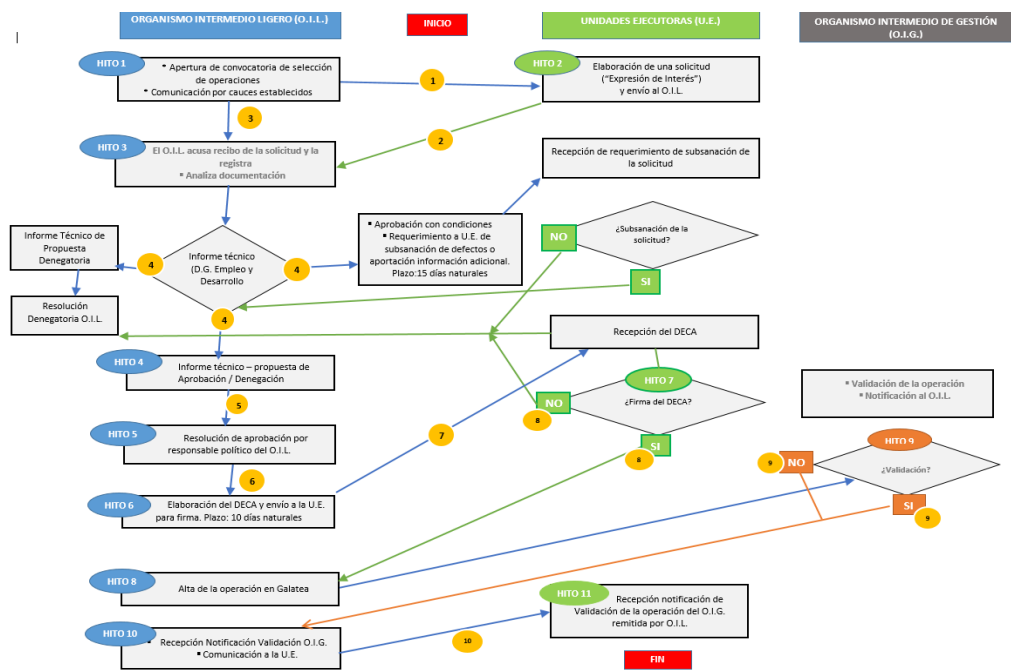 ORGANISMO INTERMEDIO LIGERO (O.I.L.)
INICIO
UNIDADES EJECUTORAS (U.E.)
ORGANISMO INTERMEDIO DE GESTIÓN
(O.I.G.)
HITO 1
▪ Apertura de convocatoria de selección
de operaciones
▪ Comunicación por cauces establecidos
1
HITO 2
Elaboración de una solicitud
("Expresión de Interés")
y envío al O.I.L.
3
2
HITO 3
El O.I.L. acusa recibo de la solicitud y la
registra
▪ Analiza documentación
Recepción de requerimiento de subsanación de
la solicitud
Informe Técnico de
Propuesta
Denegatoria
4
Informe técnico
(D.G. Empleo y
Desarrollo
4
4
▪ Aprobación con condiciones
▪ Requerimiento a U.E. de
subsanación de defectos o
aportación información adicional.
Plazo:15 días naturales
NO
¿Subsanación de la
solicitud?
SI
Resolución
Denegatoria O.I.L.
Recepción del DECA
HITO 4
Informe técnico – propuesta de
Aprobación / Denegación
5
HITO 7
NO
¿Firma del DECA?
8
SI
8
▪ Validación de la operación
▪ Notificación al O.I.L.
HITO 5
Resolución de aprobación por
responsable político del O.I.L.
6
7
HITO 9
9
NO
¿Validación?
SI
9
HITO 6
Elaboración del DECA y envío a la U.E.
para firma. Plazo: 10 días naturales
HITO 8
Alta de la operación en Galatea
HITO 10
▪ Recepción Notificación Validación O.I.G.
▪ Comunicación a la U.E.
10
HITO 11
Recepción notificación de
Validación de la operación del O.I.G.
remitida por O.I.L.
FIN